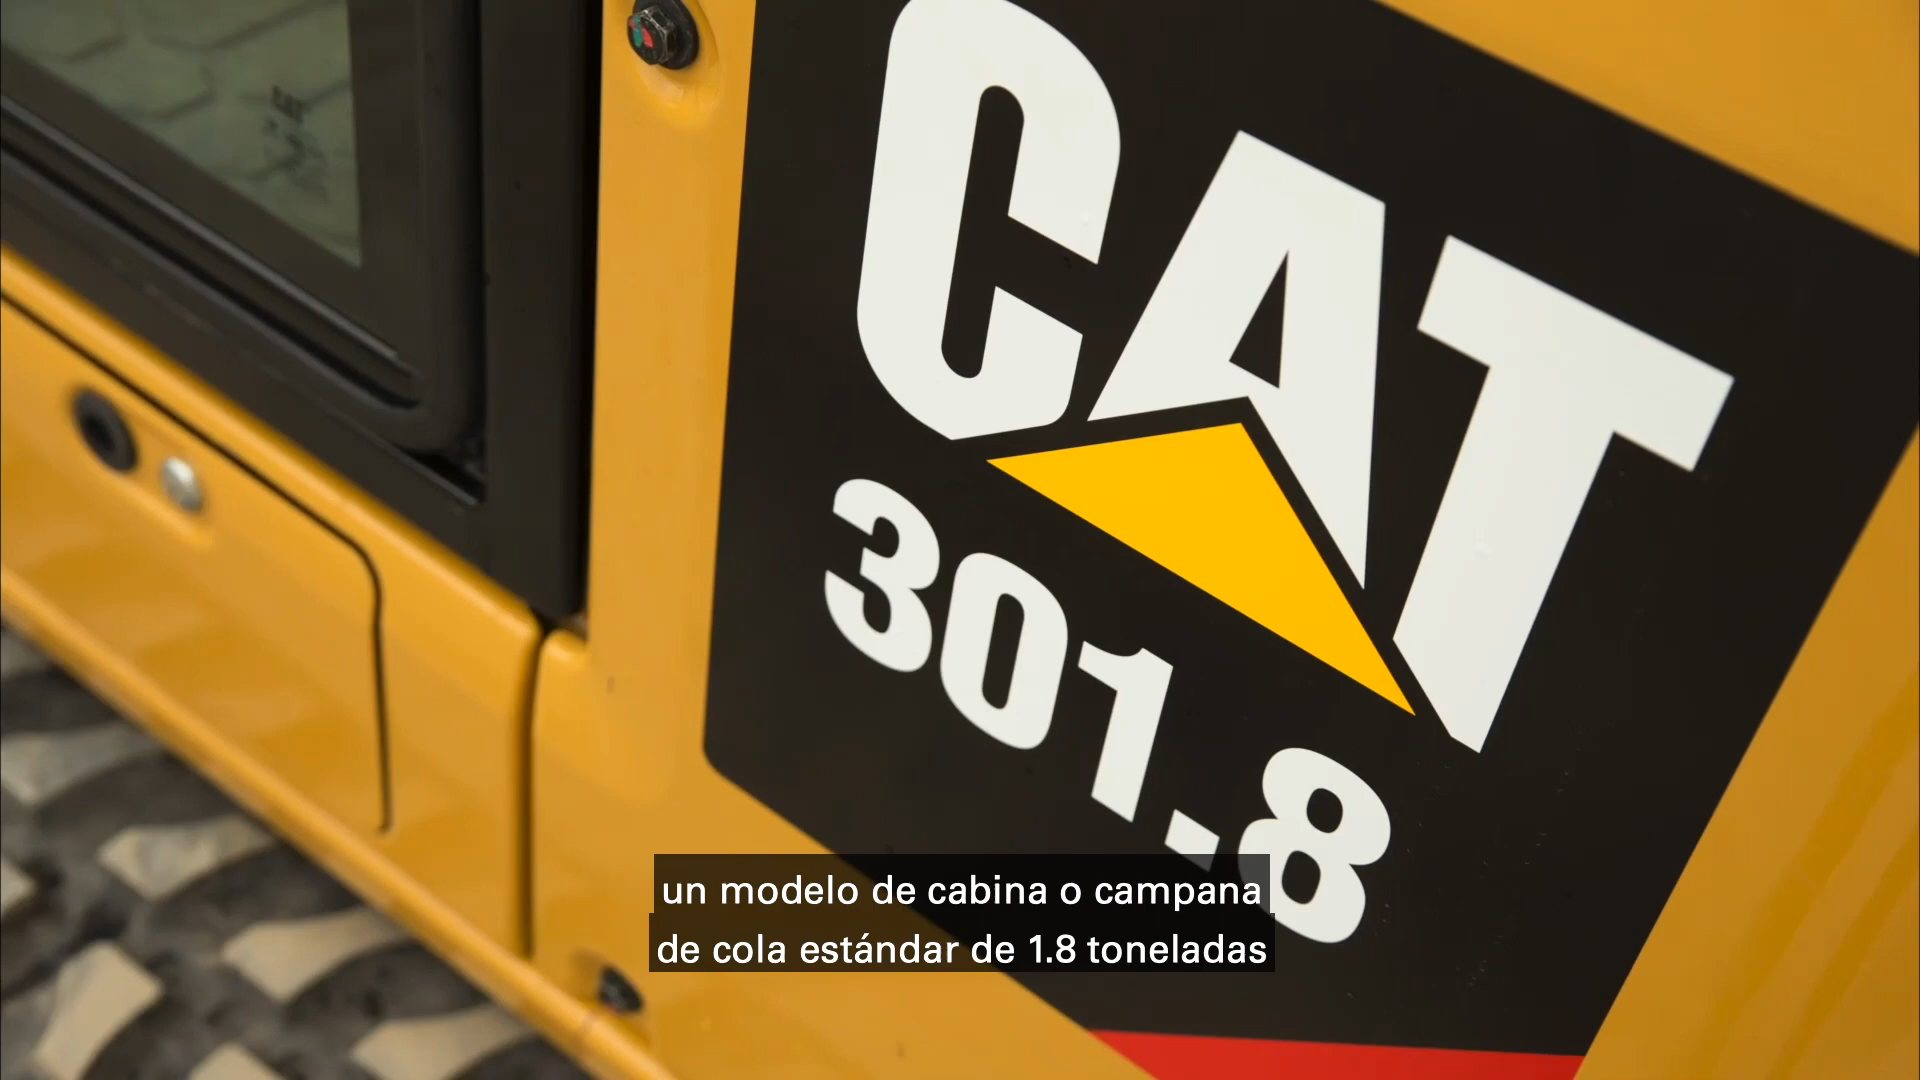 CAT
301.8
un modelo de cabina o campana
de cola estándar de 1.8 toneladas